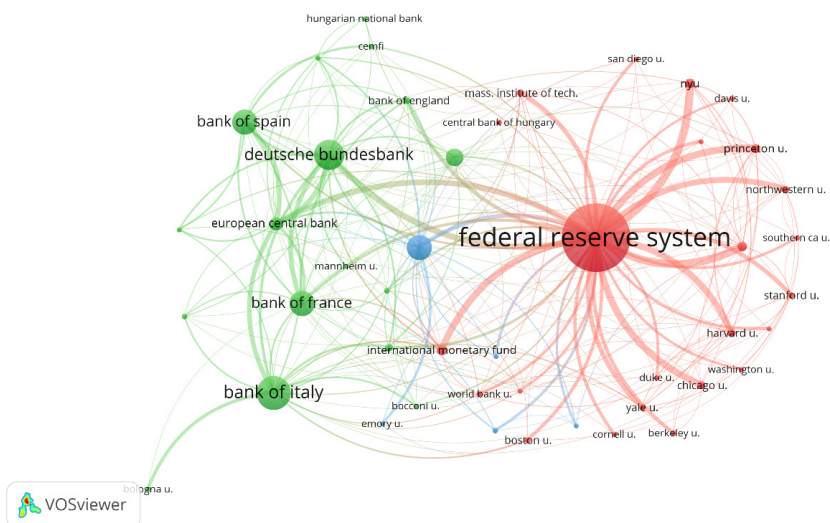 hungarian national bank
cemfi
san diego u.
nyu
mass. institute of tech.
davis u.
bank of england
bank of spain
central bank of hungary
deutsche bundesbank
princeton u.
northwestern u.
european central bank
federal reserve system
southern ca u.
mannheim u.
stanford u.
bank of france
harvard u.
international monetary fund
washington u.
duke u.
chicago u.
bank of italy
world bank u.
bocconi u.
yale u.
emory u.
boston u.
cornell u.
berkeley u.
bologna u.
VOSviewer